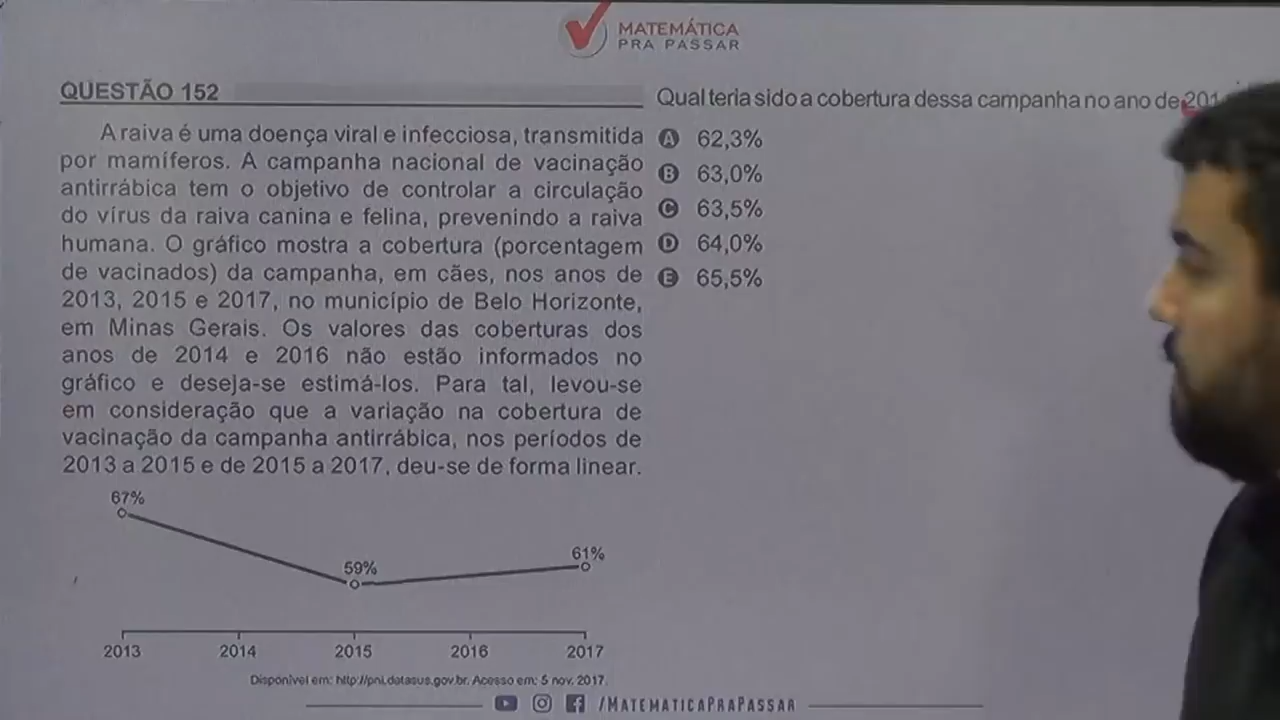 MATEMÁTICA
PRA PASSAR
QUESTÃO 152
A raiva é uma doença viral e infecciosa, transmitida
por mamíferos. A campanha nacional de vacinação
antirrábica tem o objetivo de controlar a circulação
do vírus da raiva canina e felina, prevenindo a raiva
humana. O gráfico mostra a cobertura (porcentagem
de vacinados) da campanha, em cães, nos anos de
2013, 2015 e 2017, no município de Belo Horizonte,
em Minas Gerais. Os valores das coberturas dos
anos de 2014 e 2016 não estão informados no
gráfico e deseja-se estimá-los. Para tal, levou-se
em consideração que a variação na cobertura de
vacinação da campanha antirrábica, nos períodos de
2013 a 2015 e de 2015 a 2017, deu-se de forma linear.
67%
59%
61%
2013 2014 2015 2016 2017
Disponível em: http://pni.datasus.gov.br. Acesso em: 5 nov. 2017.
Qual teria sido a cobertura dessa campanha no ano de
A 62,3%
B 63,0%
C 63,5%
D 64,0%
E 65,5%
/MATEMATICAPRAPASSAR